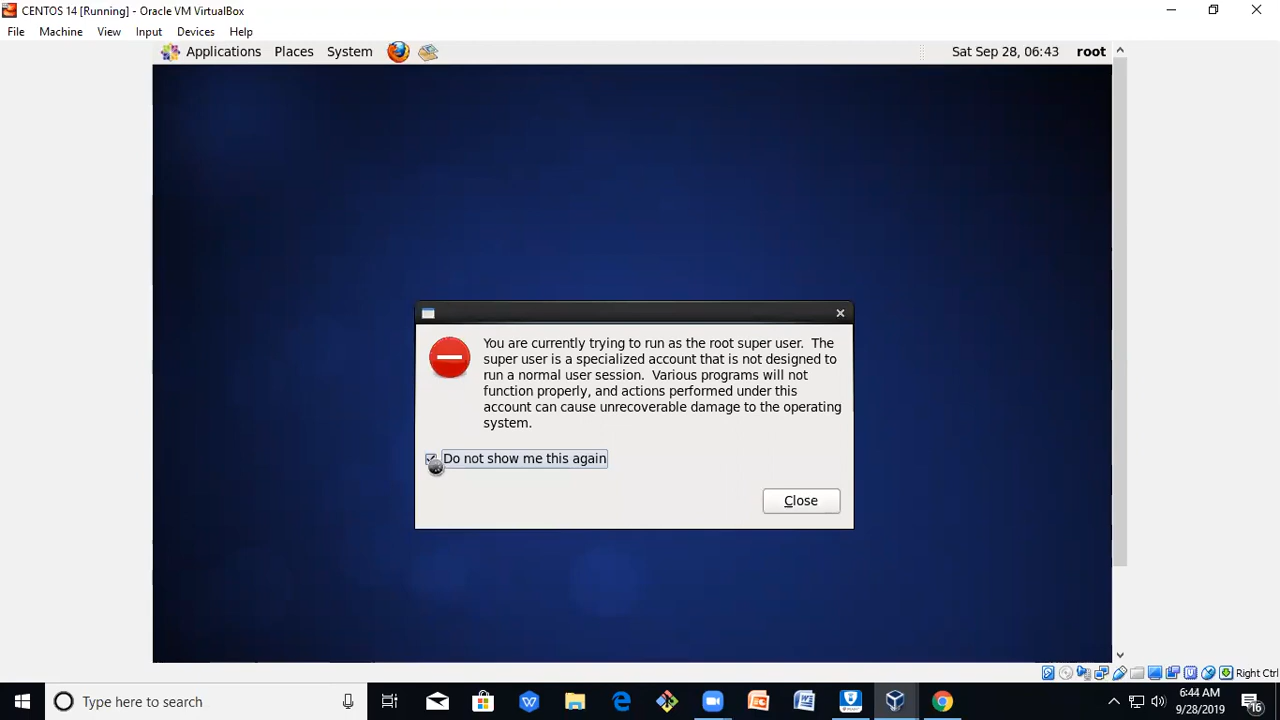 CENTOS 14 [Running] - Oracle VM VirtualBox
File Machine View Input Devices Help
Applications Places System Sat Sep 28, 06:43 root
You are currently trying to run as the root super user. The
super user is a specialized account that is not designed to
run a normal user session. Various programs will not
function properly, and actions performed under this
account can cause unrecoverable damage to the operating
system.
Do not show me this again
Close
Right Ctrl
Type here to search
6:44 AM
9/28/2019
16